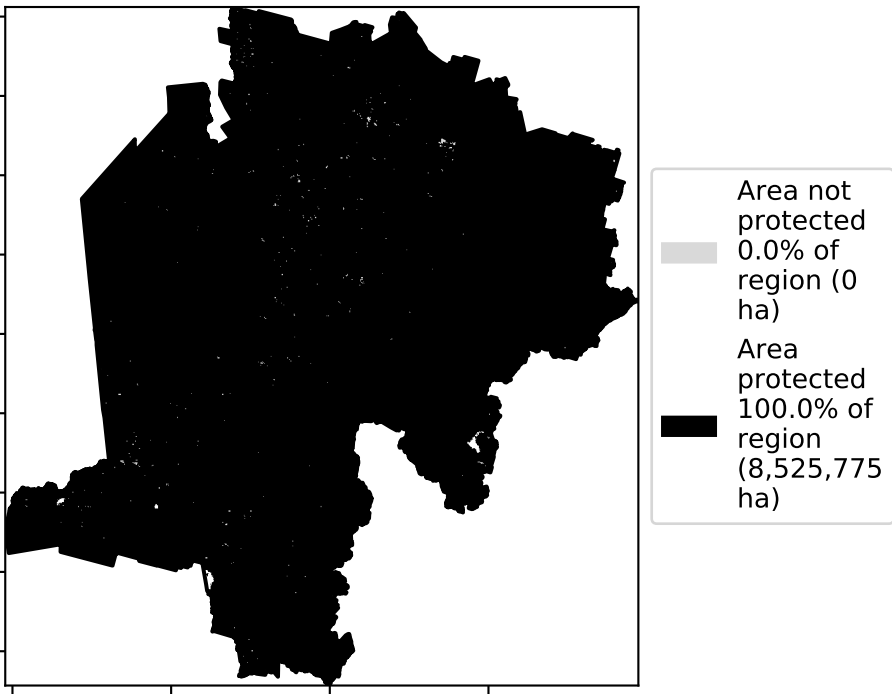 Area not
protected
0.0% of
region (0
ha)
Area
protected
100.0% of
region
(8,525,775
ha)